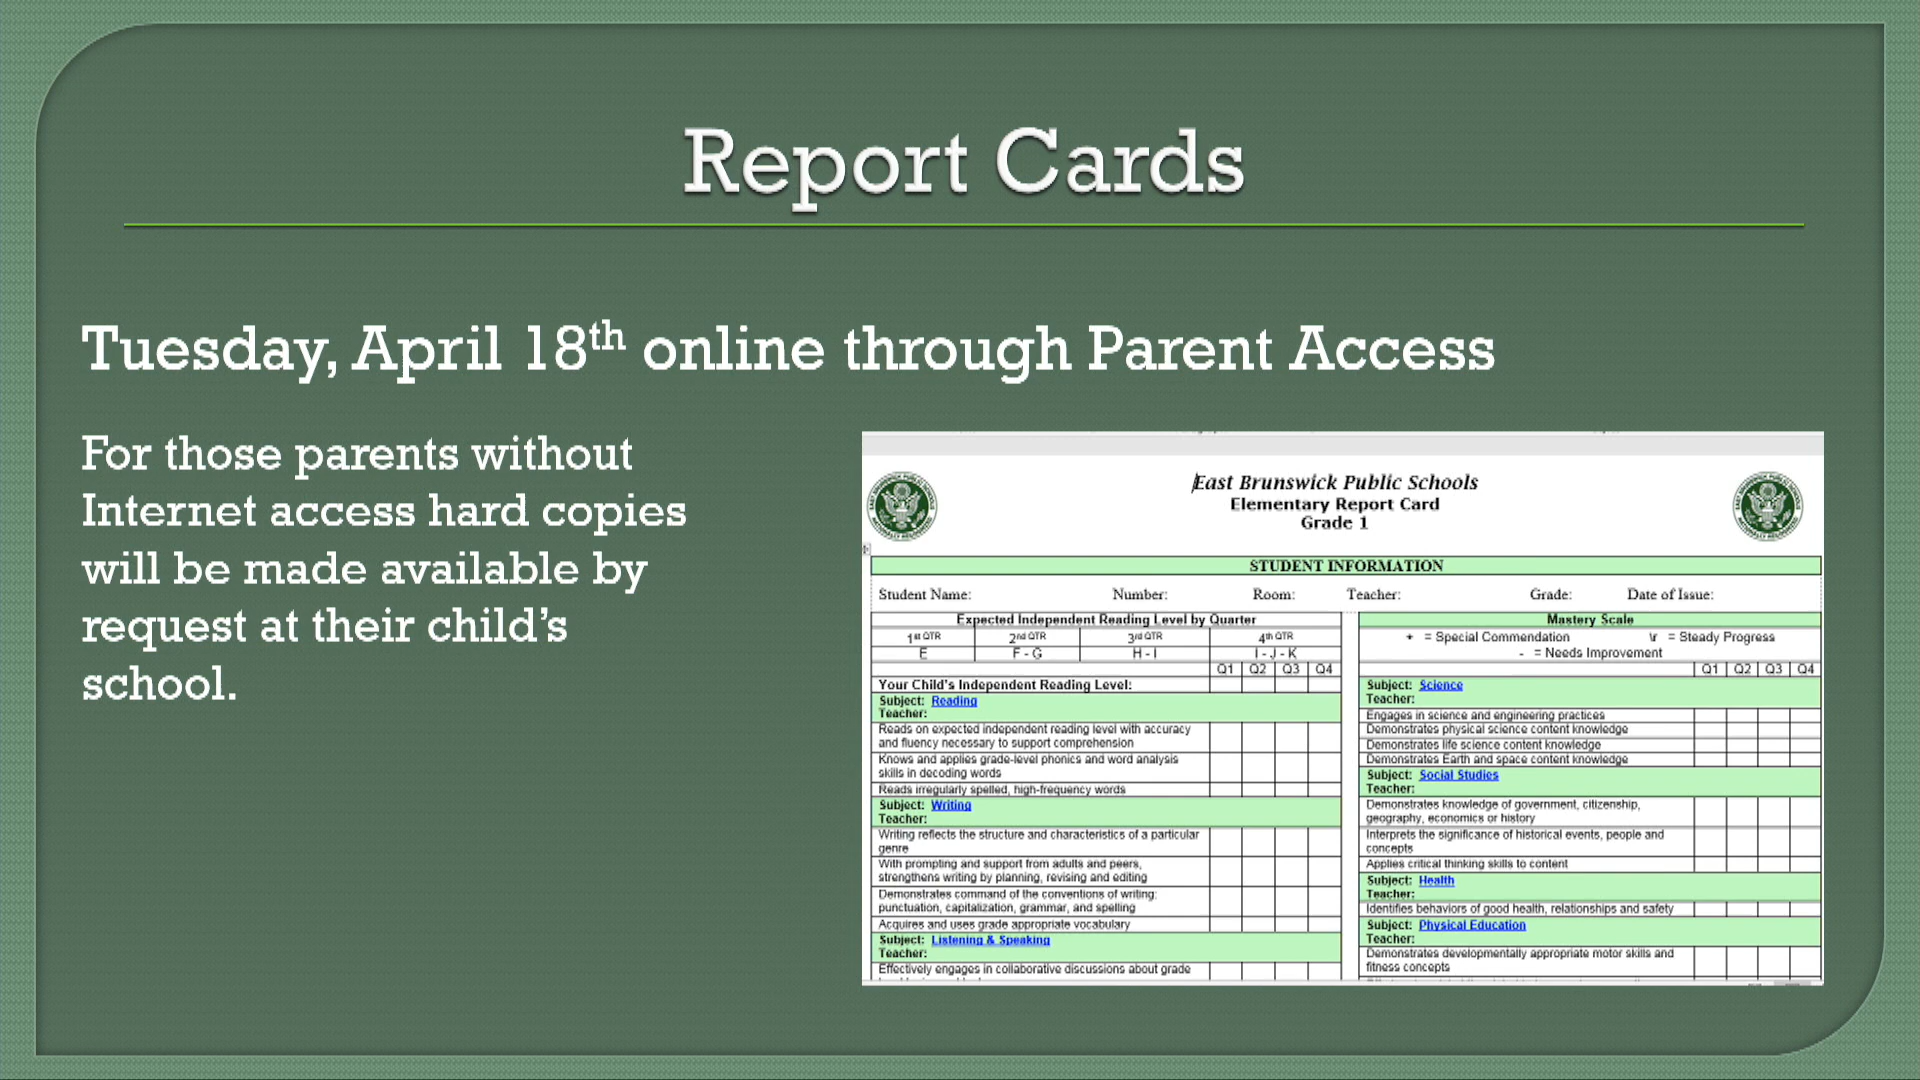 Report Cards
Tuesday, April 18th online through Parent Access
For those parents without
Internet access hard copies
will be made available by
request at their child's
school.
East Brunswick Public Schools
Elementary Report Card
Grade 1
STUDENT INFORMATION
Student Name: Number: Room: Teacher: Grade: Date of Issue:
Expected Independent Reading Level by Quarter
1st QTR 2nd QTR 3rd QTR 4th QTR
E F - G H - I I - J - K
Q1 Q2 Q3 Q4
Your Child's Independent Reading Level:
Subject: Reading
Teacher:
Reads on expected independent reading level with accuracy
and fluency necessary to support comprehension
Knows and applies grade-level phonics and word analysis
skills in decoding words
Reads irregularly spelled, high-frequency words
Subject: Writing
Teacher:
Writing reflects the structure and characteristics of a particular
genre
With prompting and support from adults and peers,
strengthens writing by planning, revising and editing
Demonstrates command of the conventions of writing:
punctuation, capitalization, grammar, and spelling
Acquires and uses grade appropriate vocabulary
Subject: Listening & Speaking
Teacher:
Effectively engages in collaborative discussions about grade
Mastery Scale
+ = Special Commendation √ = Steady Progress
- = Needs Improvement
Q1 Q2 Q3 Q4
Subject: Science
Teacher:
Engages in science and engineering practices
Demonstrates physical science content knowledge
Demonstrates life science content knowledge
Demonstrates Earth and space content knowledge
Subject: Social Studies
Teacher:
Demonstrates knowledge of government, citizenship,
geography, economics or history
Interprets the significance of historical events, people and
concepts
Applies critical thinking skills to content
Subject: Health
Teacher:
Identifies behaviors of good health, relationships and safety
Subject: Physical Education
Teacher:
Demonstrates developmentally appropriate motor skills and
fitness concepts